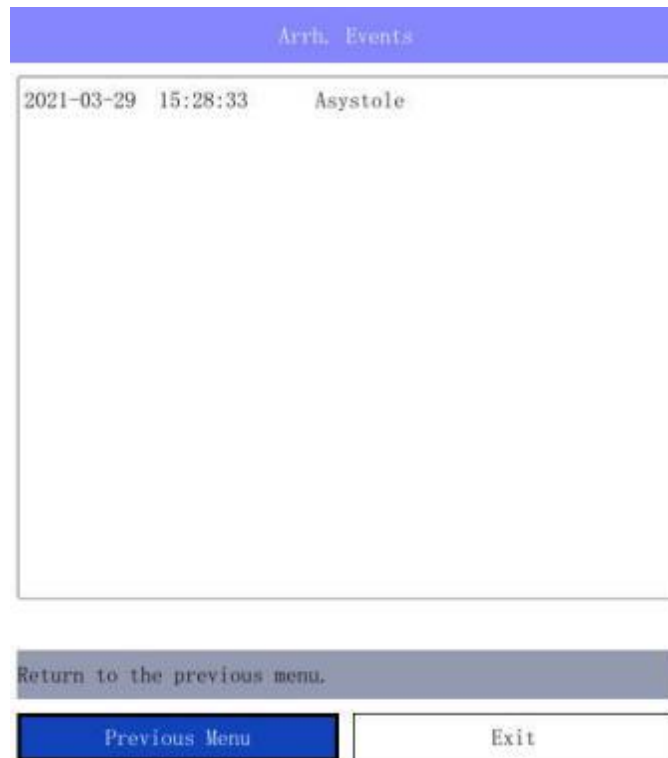 Arrh. Events
2021-03-29 15:28:33 Asystole
Return to the previous menu.
Previous Menu Exit